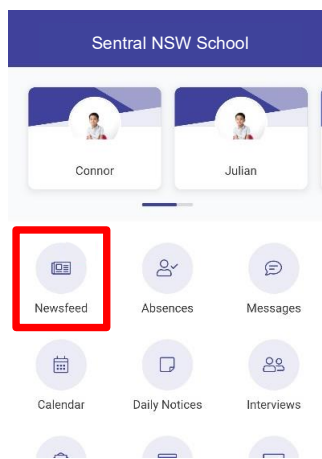 Sentral NSW School
Connor Julian
Newsfeed Absences Messages
Calendar Daily Notices Interviews